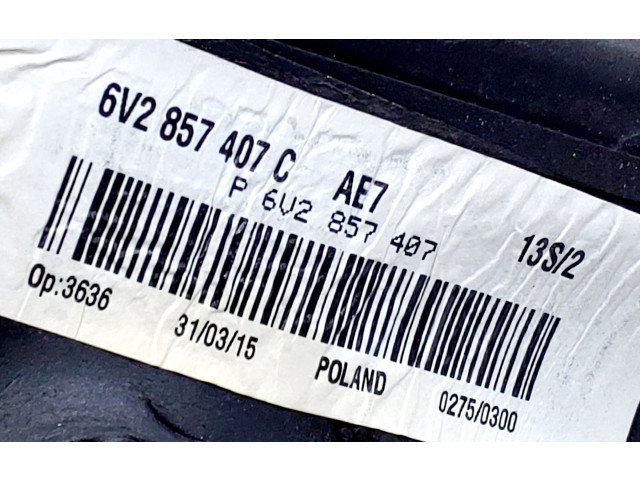 6V2 857 407 C AE7
P 6V2 857 407
13S/2
Op:3636 31/03/15 POLAND 0275/0300